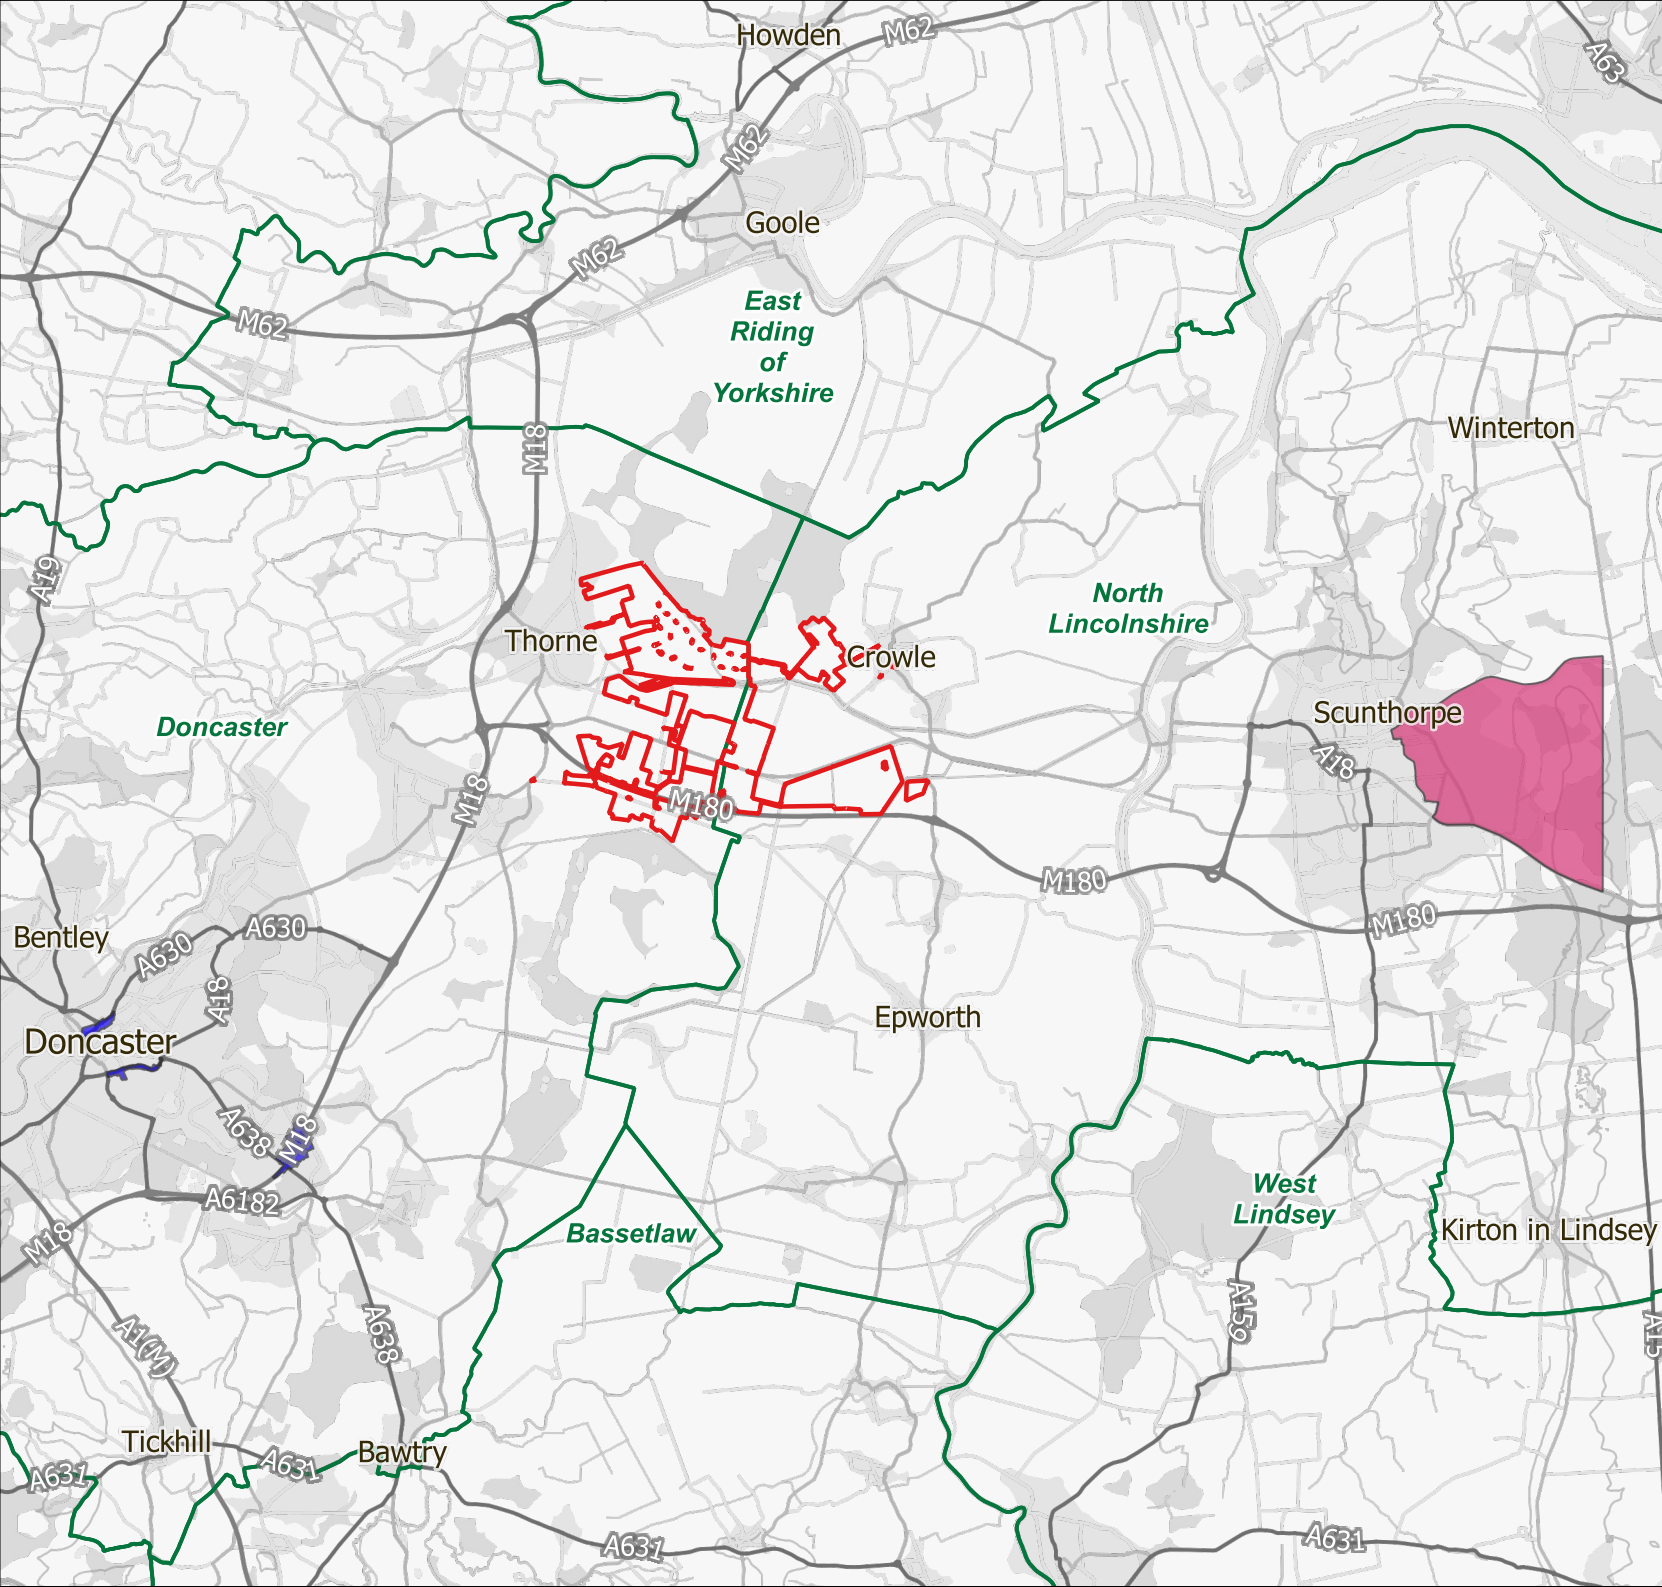 Howden
M62
A63
M62
Goole
M62
East
Riding
of
Yorkshire
M62
Winterton
M18
A19
North
Lincolnshire
Thorne
Crowle
Doncaster
Scunthorpe
A18
M18
M180
M180
M180
Bentley
A630
A630
A18
Doncaster
Epworth
A638
M18
A6182
West
Lindsey
M18
Bassetlaw
Kirton in Lindsey
A1(M)
A638
A159
A15
Tickhill
Bawtry
A631
A631
A631
A631